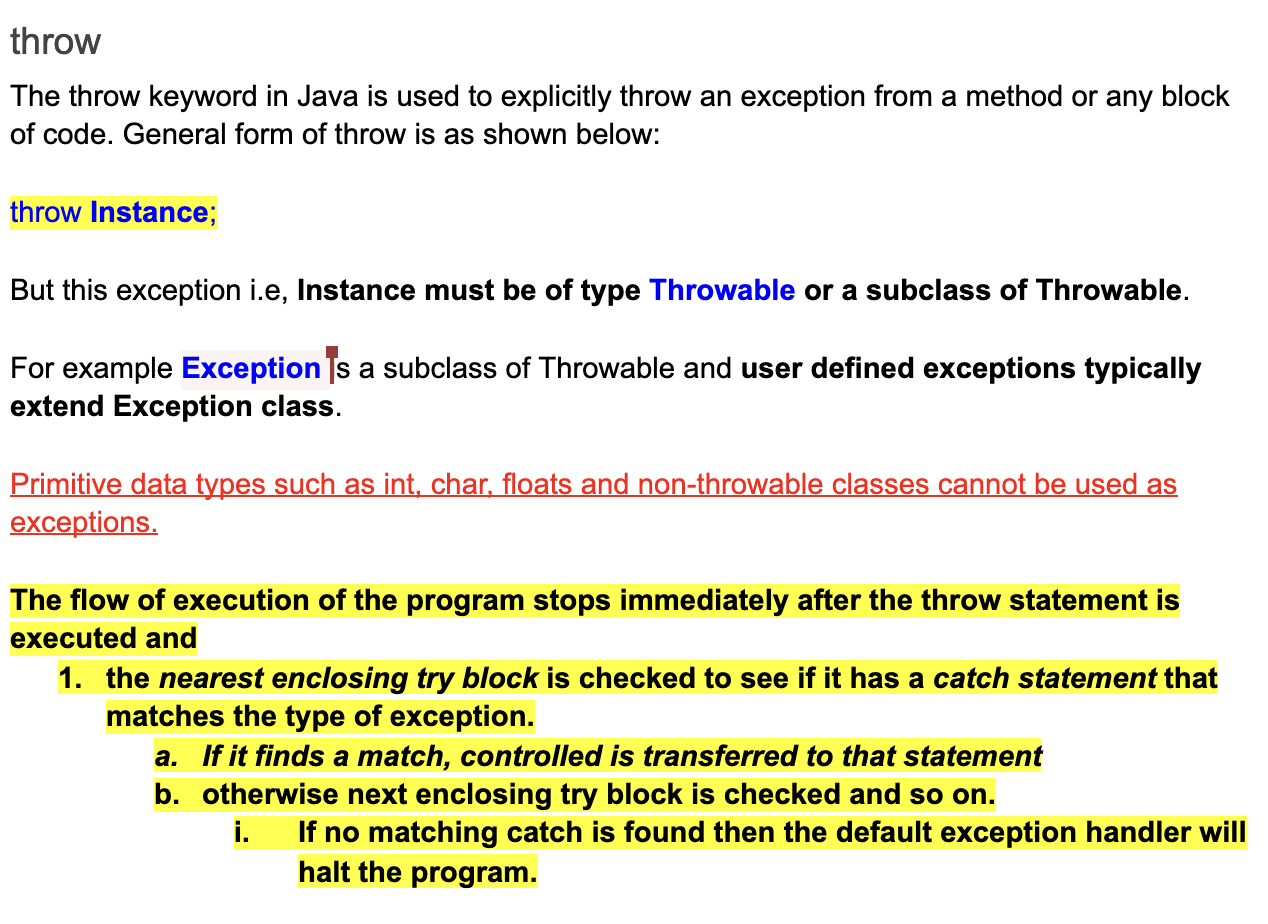 throw
The throw keyword in Java is used to explicitly throw an exception from a method or any block
of code. General form of throw is as shown below:
throw Instance;
But this exception i.e, Instance must be of type Throwable or a subclass of Throwable.
For example Exception is a subclass of Throwable and user defined exceptions typically
extend Exception class.
Primitive data types such as int, char, floats and non-throwable classes cannot be used as
exceptions.
The flow of execution of the program stops immediately after the throw statement is
executed and
1. the nearest enclosing try block is checked to see if it has a catch statement that
matches the type of exception.
a. If it finds a match, controlled is transferred to that statement
b. otherwise next enclosing try block is checked and so on.
i. If no matching catch is found then the default exception handler will
halt the program.